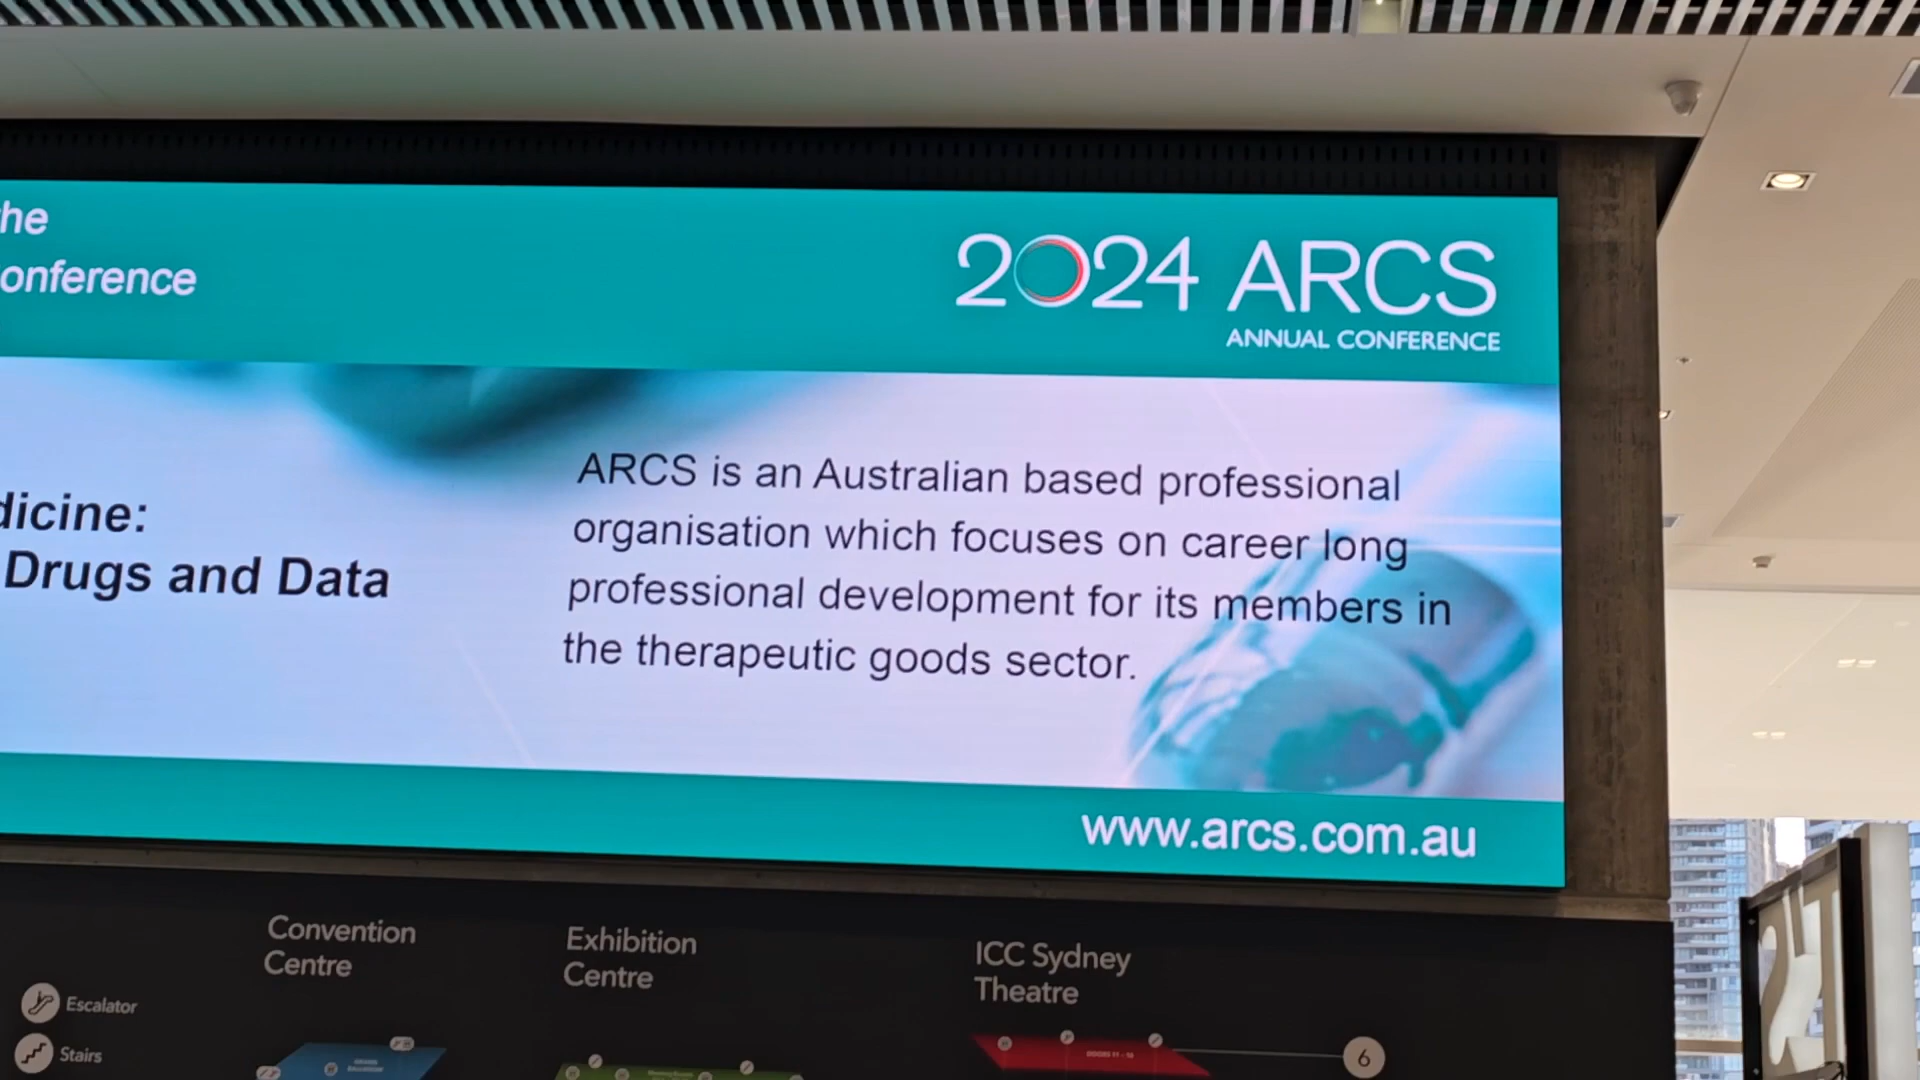 he
onference
2024 ARCS
ANNUAL CONFERENCE
dicine:
Drugs and Data
ARCS is an Australian based professional
organisation which focuses on career long
professional development for its members in
the therapeutic goods sector.
www.arcs.com.au
Convention
Centre
Exhibition
Centre
ICC Sydney
Theatre
Escalator
Stairs
6